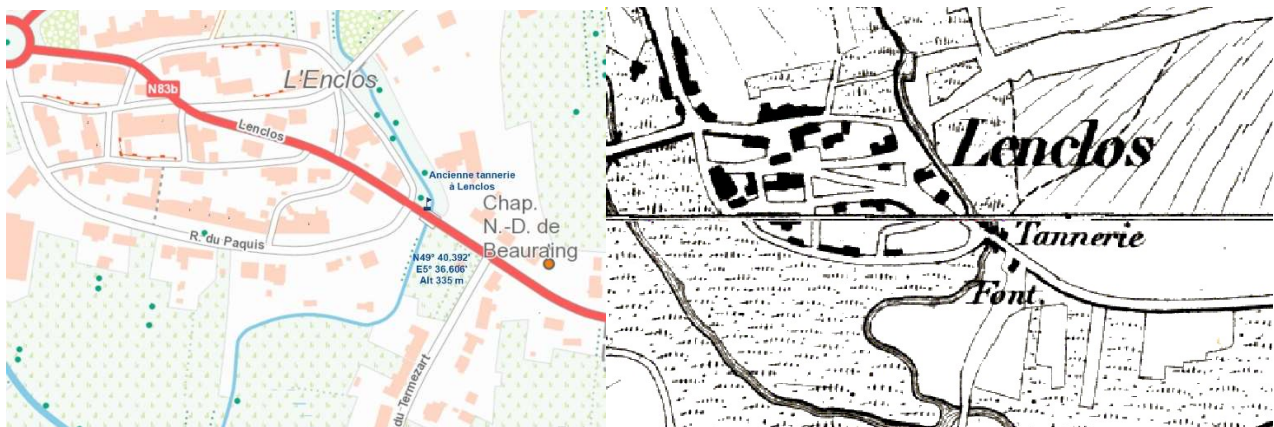 L'Enclos
N83b
Lenclos
Ancienne tannerie
à Lenclos
Chap.
N.-D. de
Beauraing
R. du Paquis
N49° 40.392'
E5° 36.606'
Alt 335 m
du Termezart
Lenclos
Tannerie
Font.